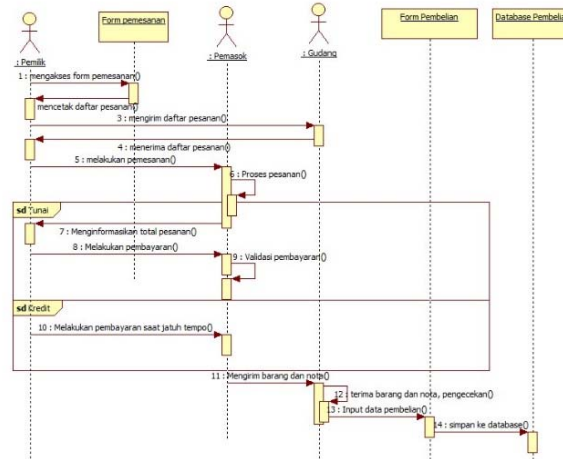 Form pemesanan
Form Pembelian
Database Pembelia
: Pemilik
: Pemasok
: Gudang
1 : mengakses form pemesanan()
mencetak daftar pesanan()
3 : mengirim daftar pesanan()
4 : menerima daftar pesanan()
5 : melakukan pemesanan()
6 : Proses pesanan()
sd Tunai
7 : Menginformasikan total pesanan()
8 : Melakukan pembayaran()
9 : Validasi pembayaran()
sd Credit
10 : Melakukan pembayaran saat jatuh tempo()
11 : Mengirim barang dan nota()
12 : terima barang dan nota, pengecekan()
13 : Input data pembelian()
14 : simpan ke database()